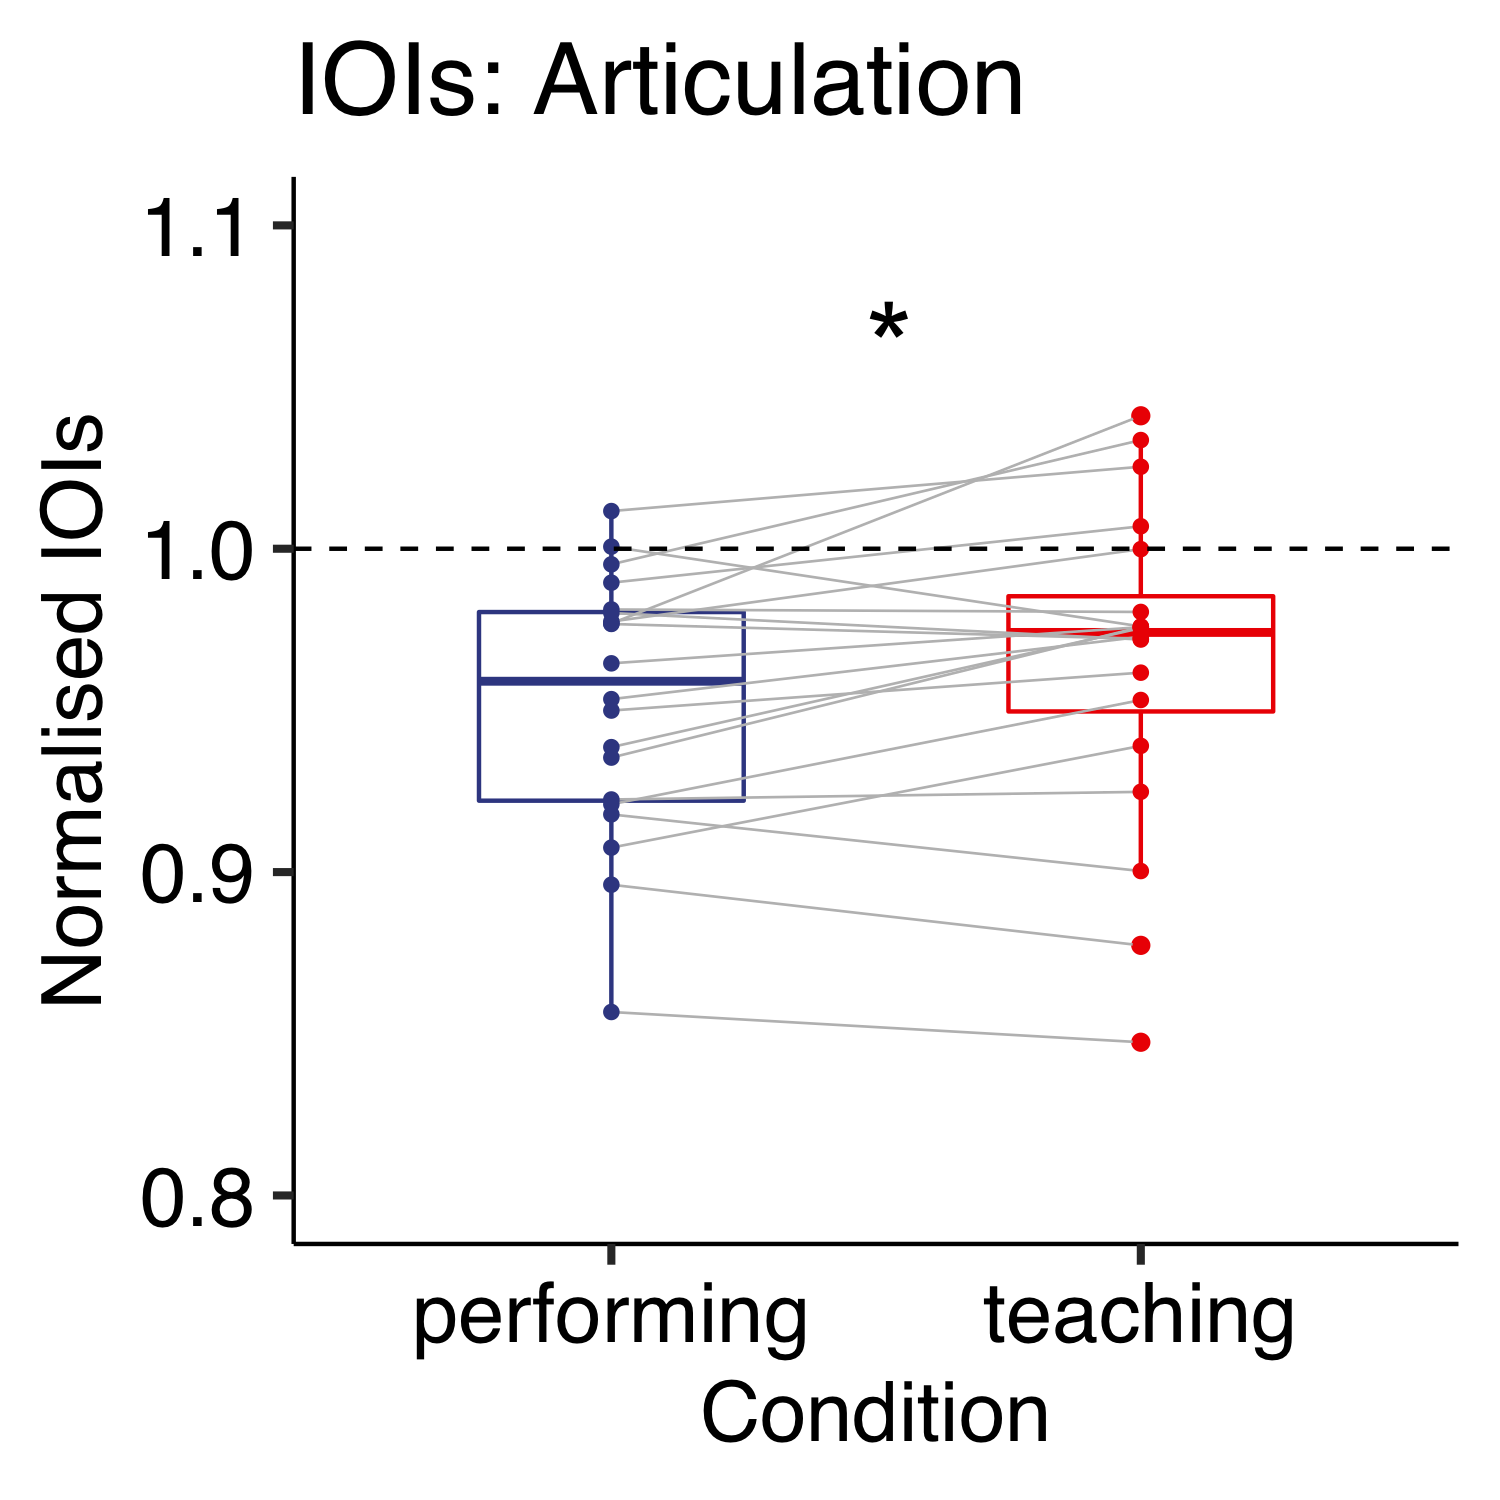 IOIs: Articulation
Normalised IOIs
1.1
1.0
0.9
0.8
*
performing
teaching
Condition